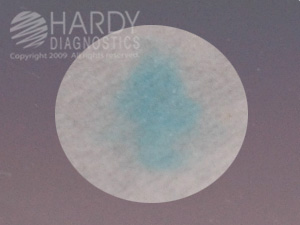 HARDY
DIAGNOSTICS
Copyright 2009 All rights reserved.